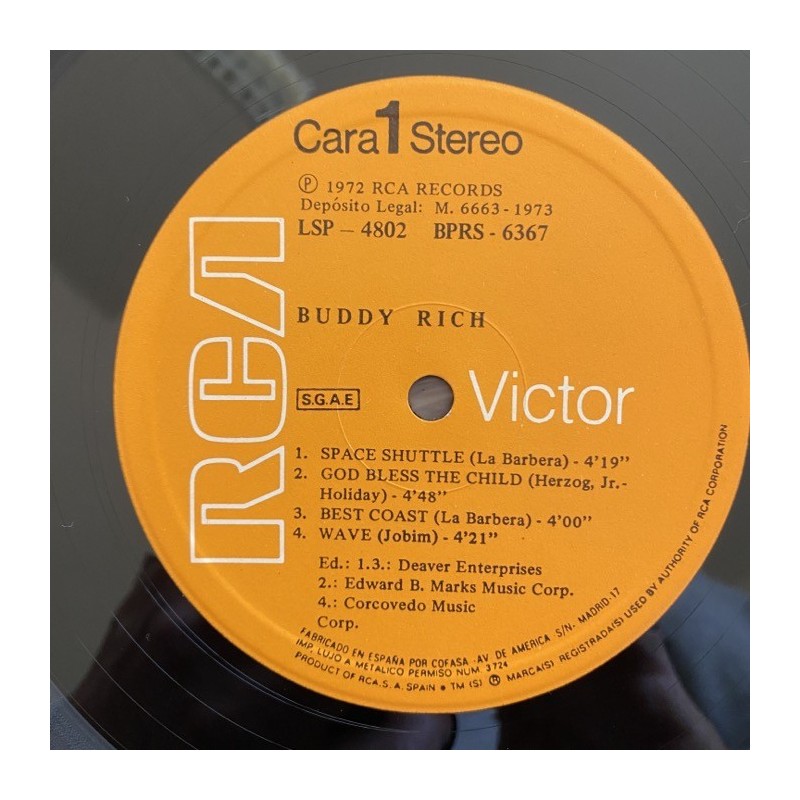 Cara 1 Stereo
Ⓟ 1972 RCA RECORDS
Depósito Legal: M. 6663 - 1973
LSP – 4802 BPRS - 6367
RCA
BUDDY RICH
S.G.A.E
Victor
1. SPACE SHUTTLE (La Barbera) - 4'19"
2. GOD BLESS THE CHILD (Herzog, Jr.-
Holiday) - 4'48"
3. BEST COAST (La Barbera) - 4'00"
4. WAVE (Jobim) - 4'21"
Ed.: 1.3.: Deaver Enterprises
2.: Edward B. Marks Music Corp.
4.: Corcovedo Music
Corp.
FABRICADO EN ESPAÑA POR COFASA - AV DE AMERICA S/N - MADRID-17
IMP. LUJO A METALICO PERMISO NUM. 3724
PRODUCT OF RCA, S. A. SPAIN • TM (S) ® MARCA(S) REGISTRADA(S) USED BY AUTHORITY OF RCA CORPORATION